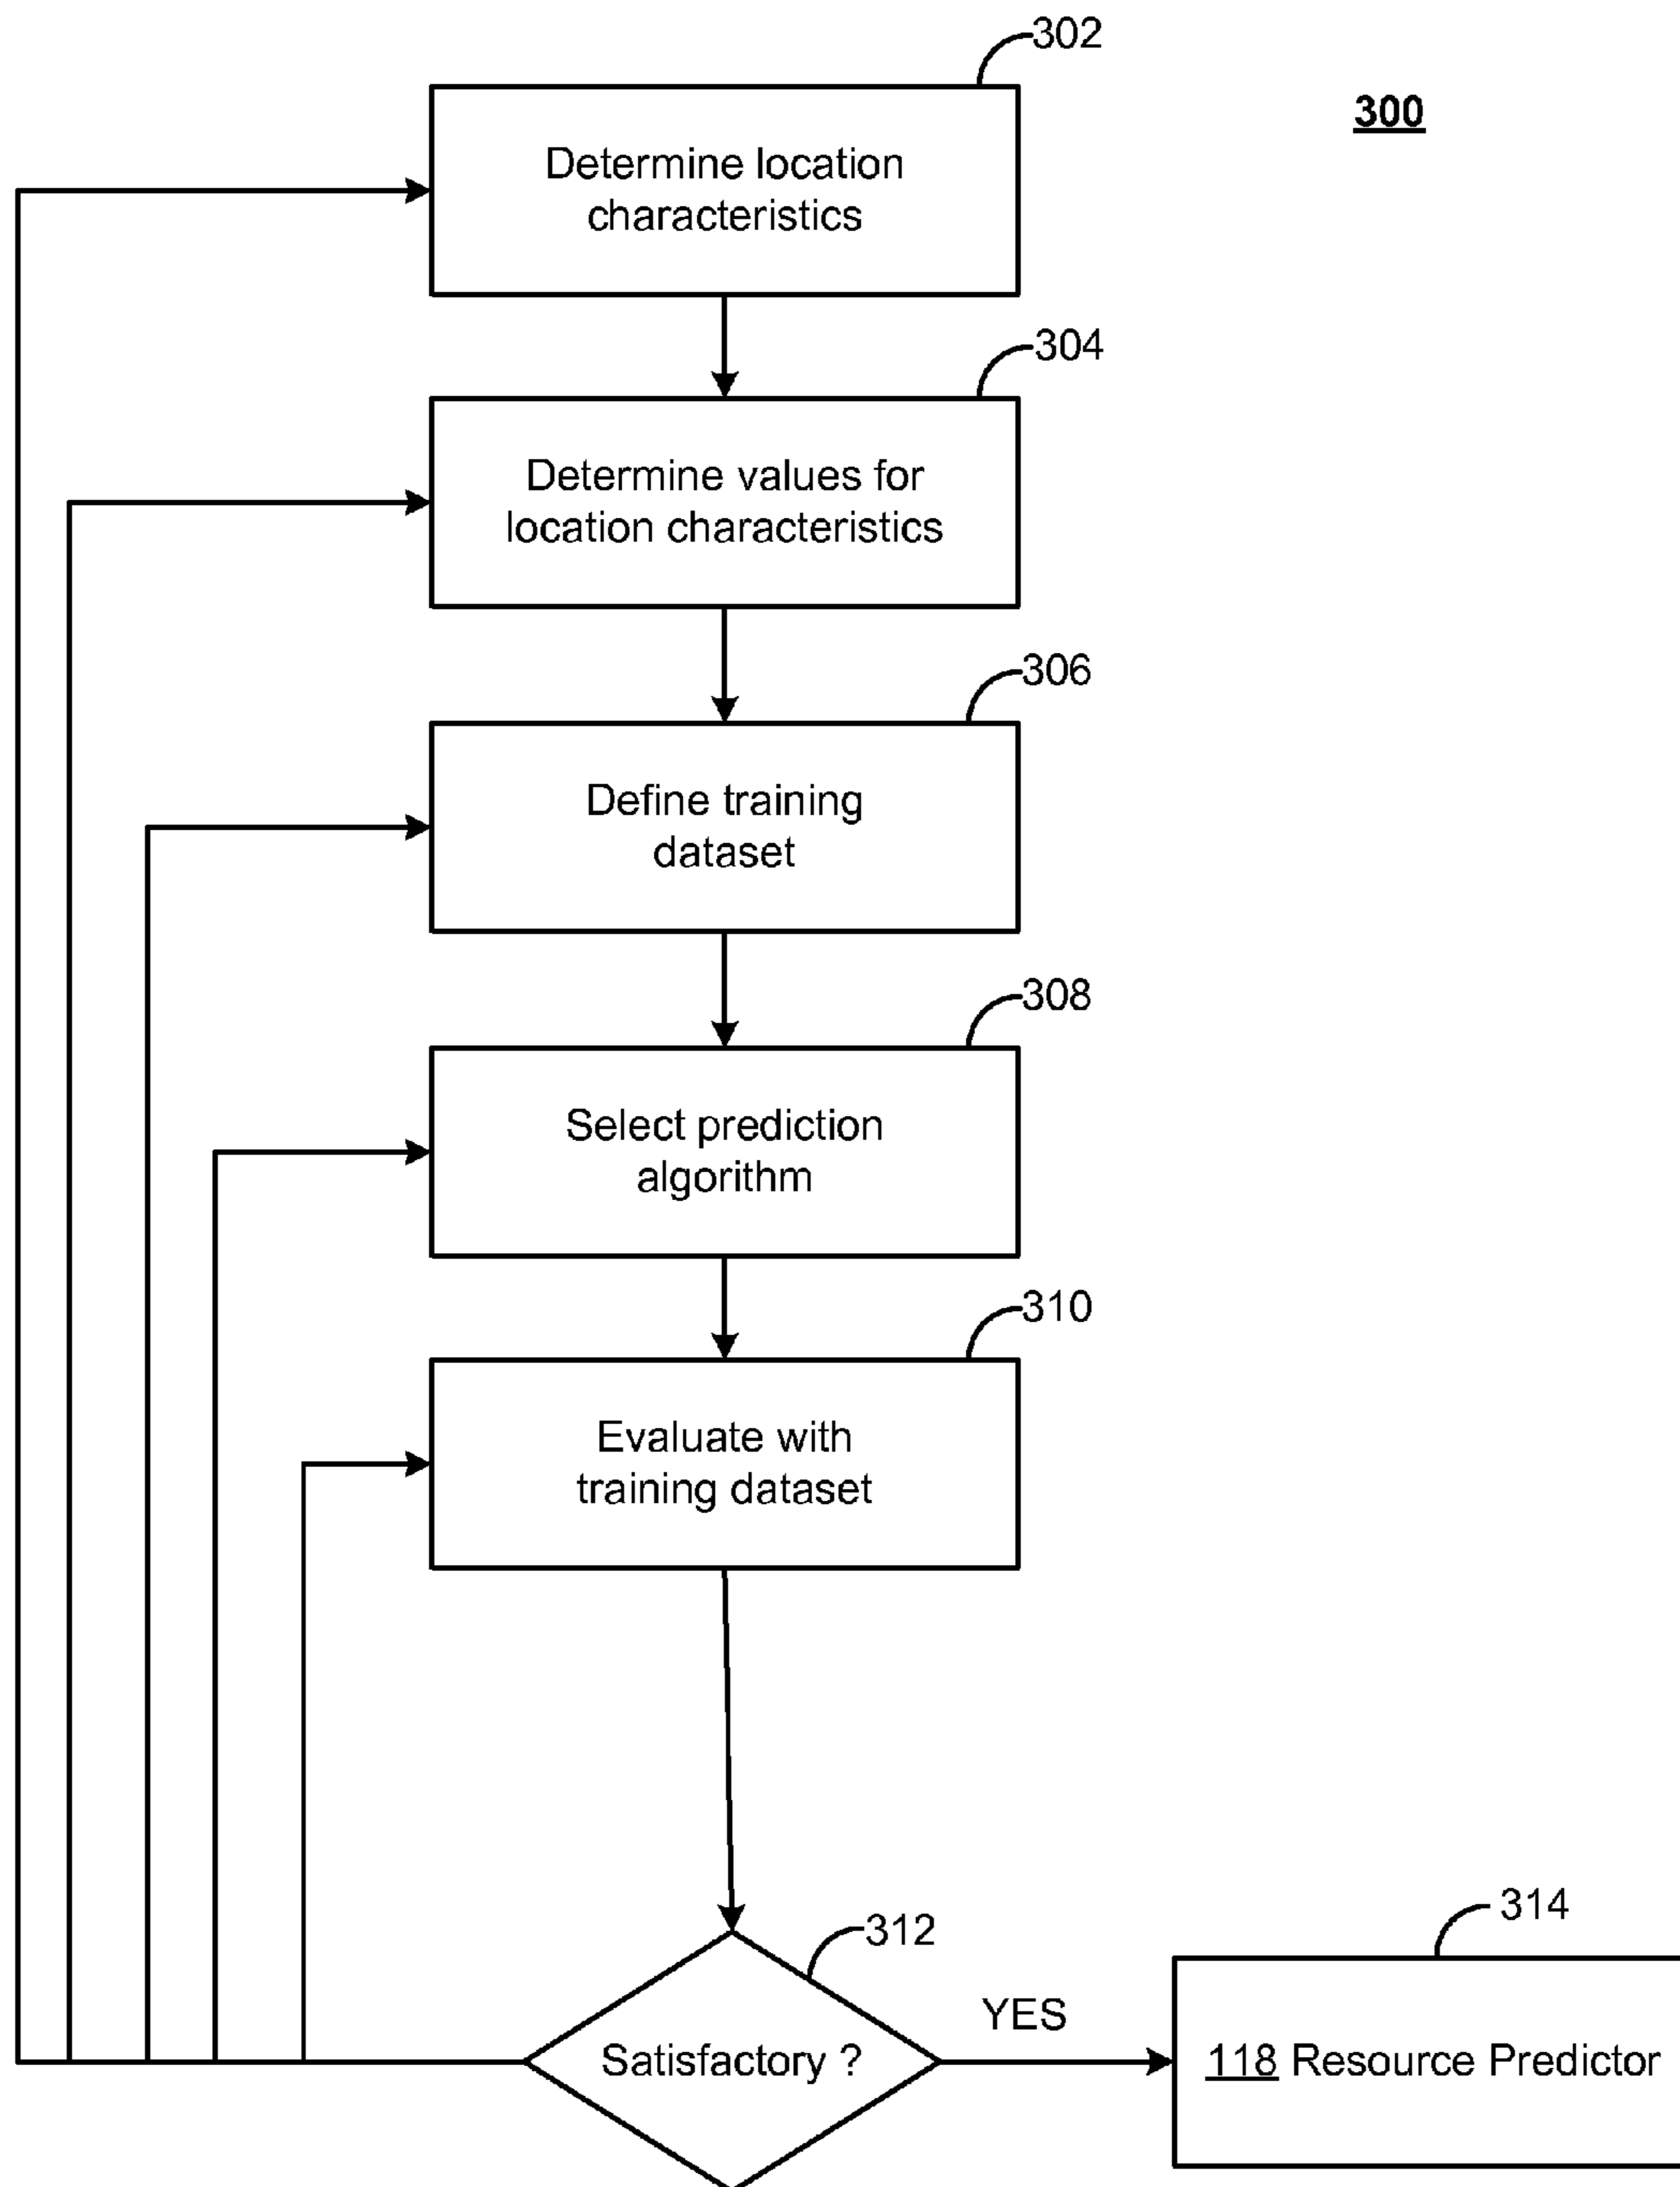 302
300
Determine location
characteristics
304
Determine values for
location characteristics
306
Define training
dataset
308
Select prediction
algorithm
310
Evaluate with
training dataset
312
Satisfactory ?
YES
314
118 Resource Predictor